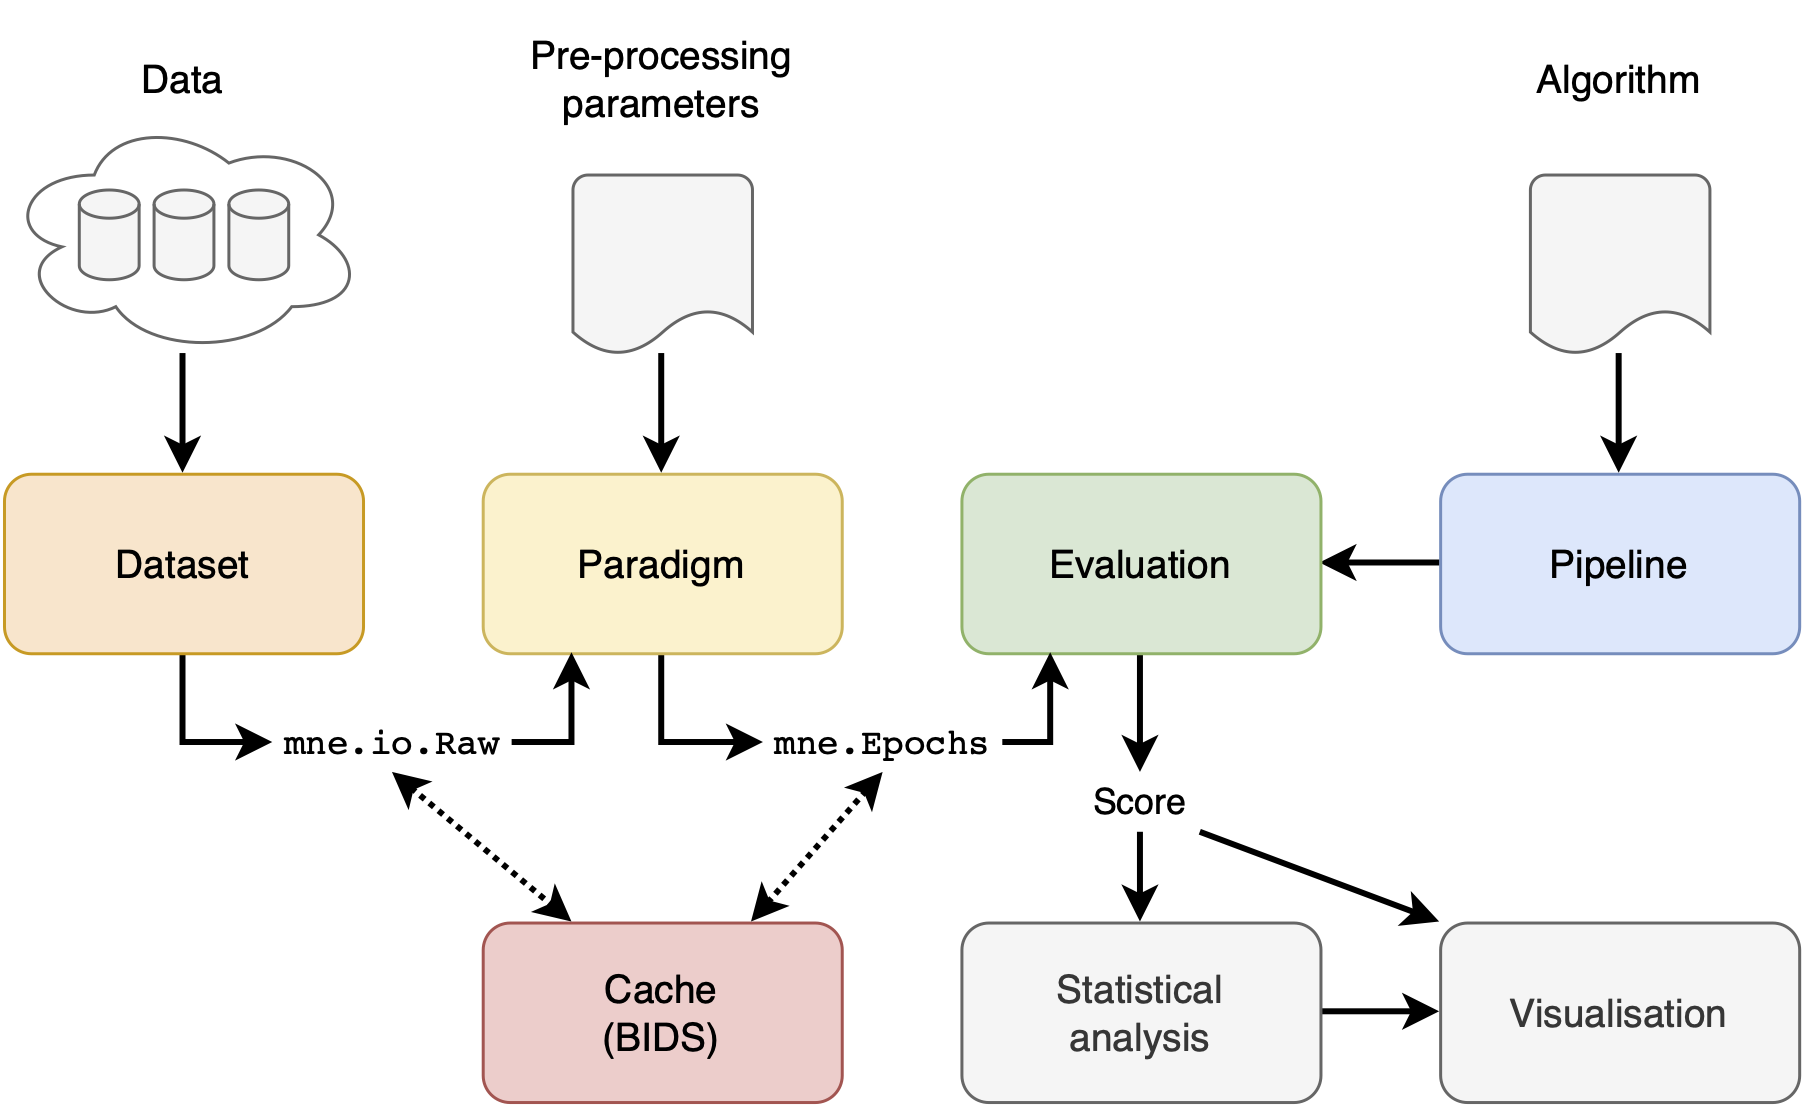 Data
Pre-processing
parameters
Algorithm
Dataset
Paradigm
Evaluation
Pipeline
mne.io.Raw
mne.Epochs
Score
Cache
(BIDS)
Statistical
analysis
Visualisation